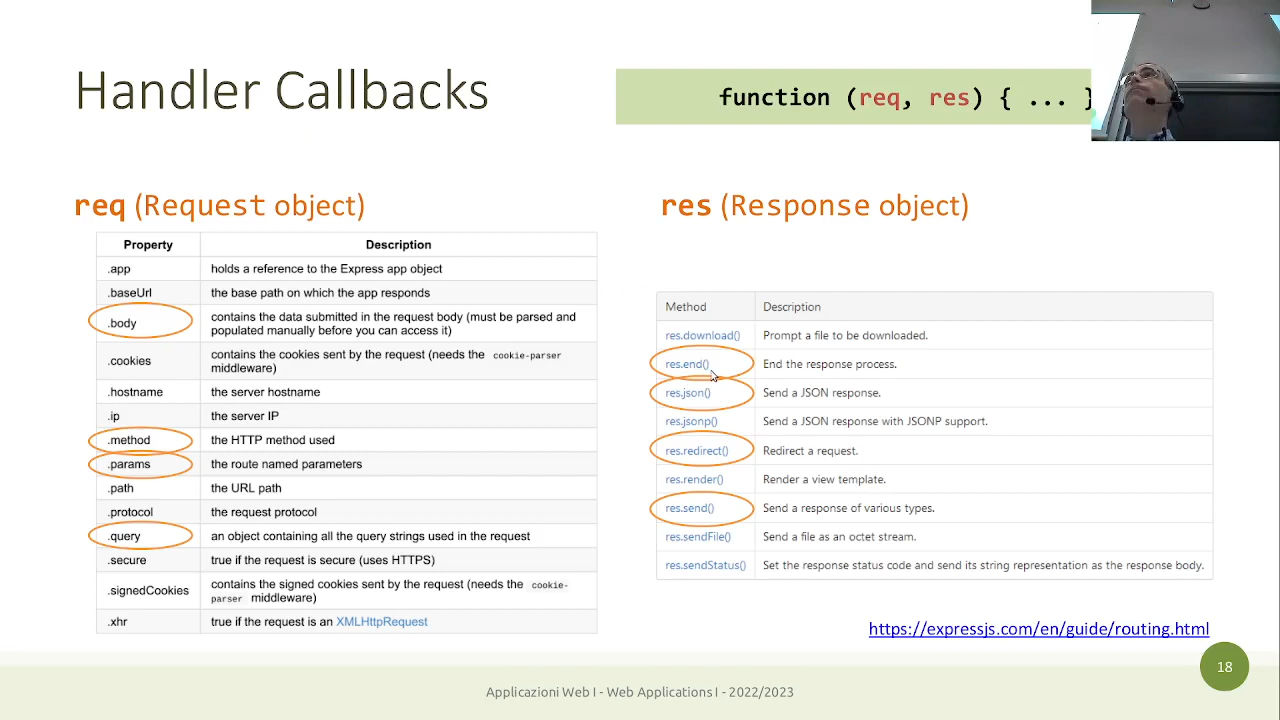 Handler Callbacks
function (req, res) { ... }
req (Request object)
Property Description
.app holds a reference to the Express app object
.baseUrl the base path on which the app responds
.body contains the data submitted in the request body (must be parsed and
populated manually before you can access it)
.cookies contains the cookies sent by the request (needs the cookie-parser
middleware)
.hostname the server hostname
.ip the server IP
.method the HTTP method used
.params the route named parameters
.path the URL path
.protocol the request protocol
.query an object containing all the query strings used in the request
.secure true if the request is secure (uses HTTPS)
.signedCookies contains the signed cookies sent by the request (needs the cookie-
parser middleware)
.xhr true if the request is an XMLHttpRequest
res (Response object)
Method Description
res.download() Prompt a file to be downloaded.
res.end() End the response process.
res.json() Send a JSON response.
res.jsonp() Send a JSON response with JSONP support.
res.redirect() Redirect a request.
res.render() Render a view template.
res.send() Send a response of various types.
res.sendFile() Send a file as an octet stream.
res.sendStatus() Set the response status code and send its string representation as the response body.
https://expressjs.com/en/guide/routing.html
18
Applicazioni Web I - Web Applications I - 2022/2023